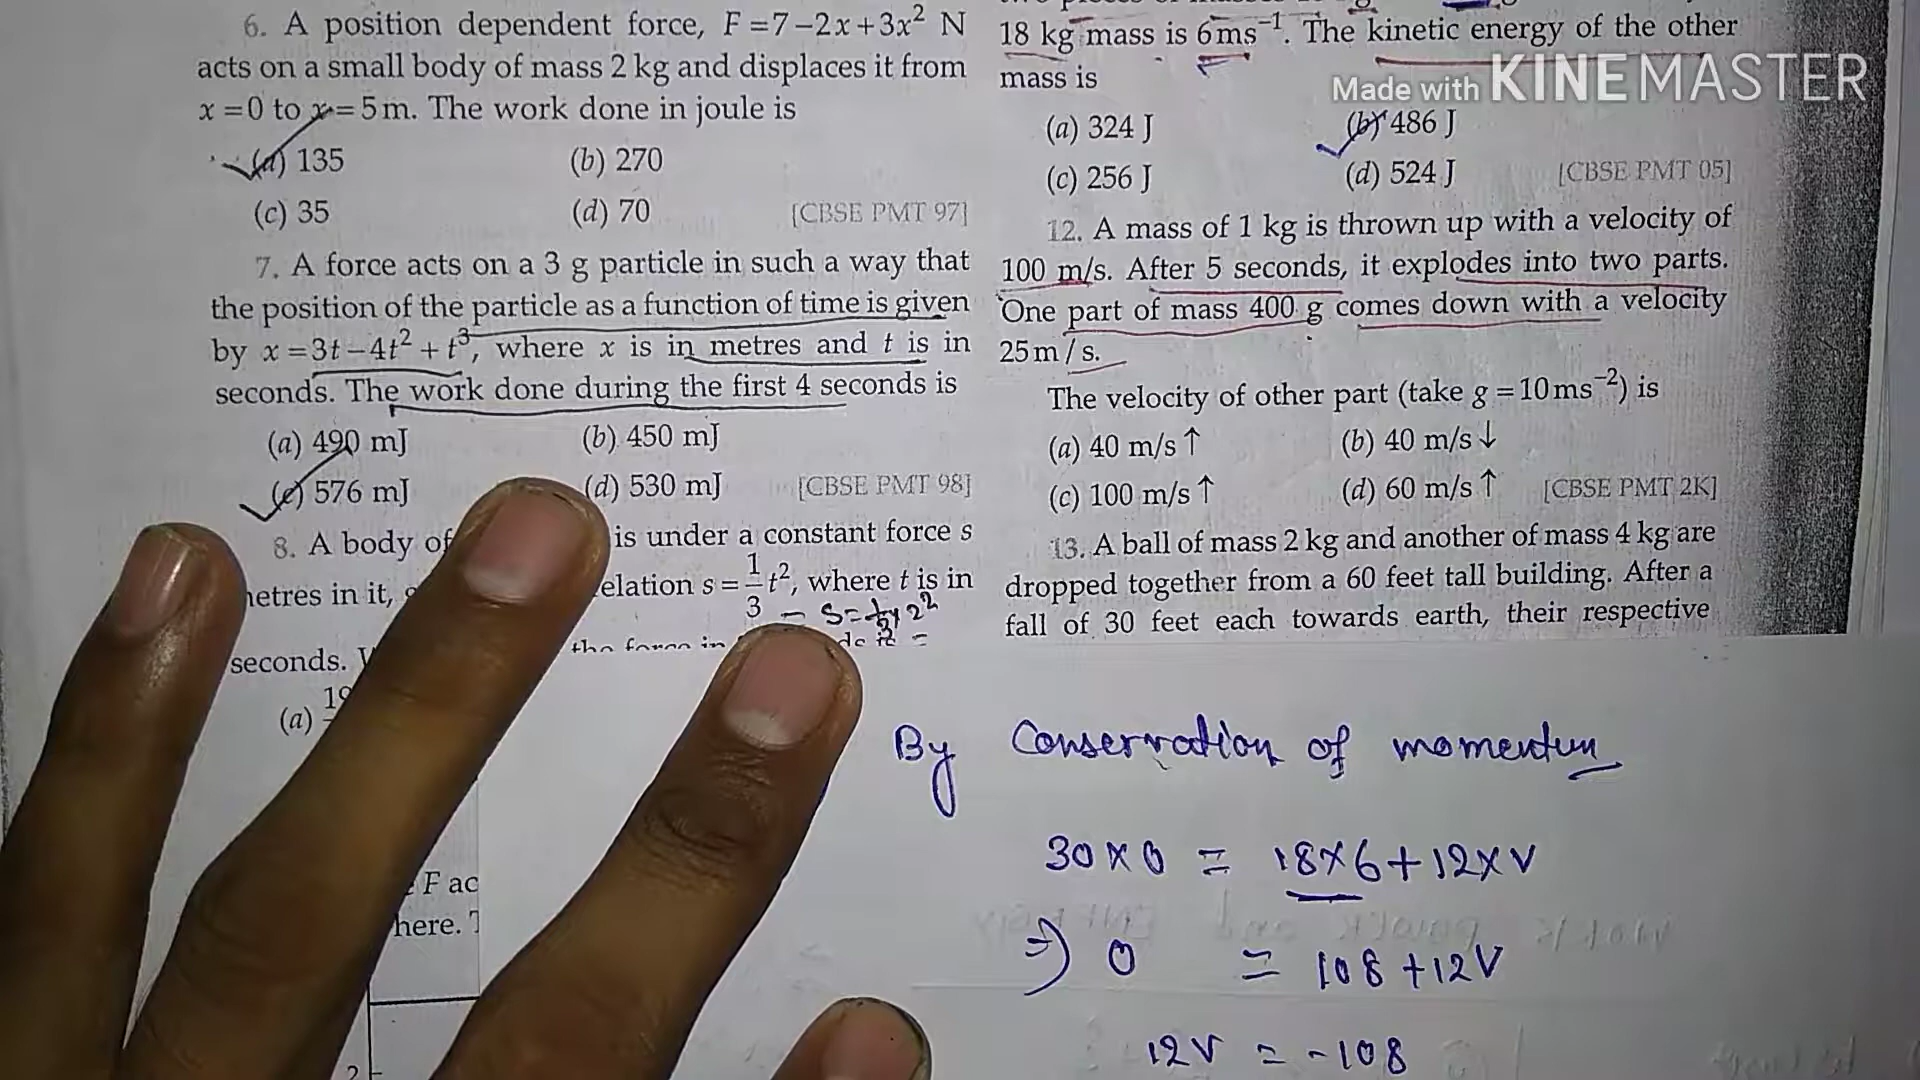 6. A position dependent force, F = 7 – 2x + 3x² N
acts on a small body of mass 2 kg and displaces it from
x = 0 to x = 5 m. The work done in joule is
(a) 135 (b) 270
(c) 35 (d) 70 [CBSE PMT 97]
7. A force acts on a 3 g particle in such a way that
the position of the particle as a function of time is given
by x = 3t – 4t² + t³, where x is in metres and t is in
seconds. The work done during the first 4 seconds is
(a) 490 mJ (b) 450 mJ
(c) 576 mJ (d) 530 mJ [CBSE PMT 98]
8. A body of is under a constant force s
metres in it, elation s = 1/3 t², where t is in
seconds. the force in
(a) 19
F ac
here.
2
18 kg mass is 6 ms⁻¹. The kinetic energy of the other
mass is
Made with KINEMASTER
(a) 324 J (b) 486 J
(c) 256 J (d) 524 J [CBSE PMT 05]
12. A mass of 1 kg is thrown up with a velocity of
100 m/s. After 5 seconds, it explodes into two parts.
One part of mass 400 g comes down with a velocity
25 m/s.
The velocity of other part (take g = 10 ms⁻²) is
(a) 40 m/s ↑ (b) 40 m/s ↓
(c) 100 m/s ↑ (d) 60 m/s ↑ [CBSE PMT 2K]
13. A ball of mass 2 kg and another of mass 4 kg are
dropped together from a 60 feet tall building. After a
fall of 30 feet each towards earth, their respective
By Conservation of momentum
30 × 0 = 18×6 + 12×V
⇒ 0 = 108 + 12V
12V = -108